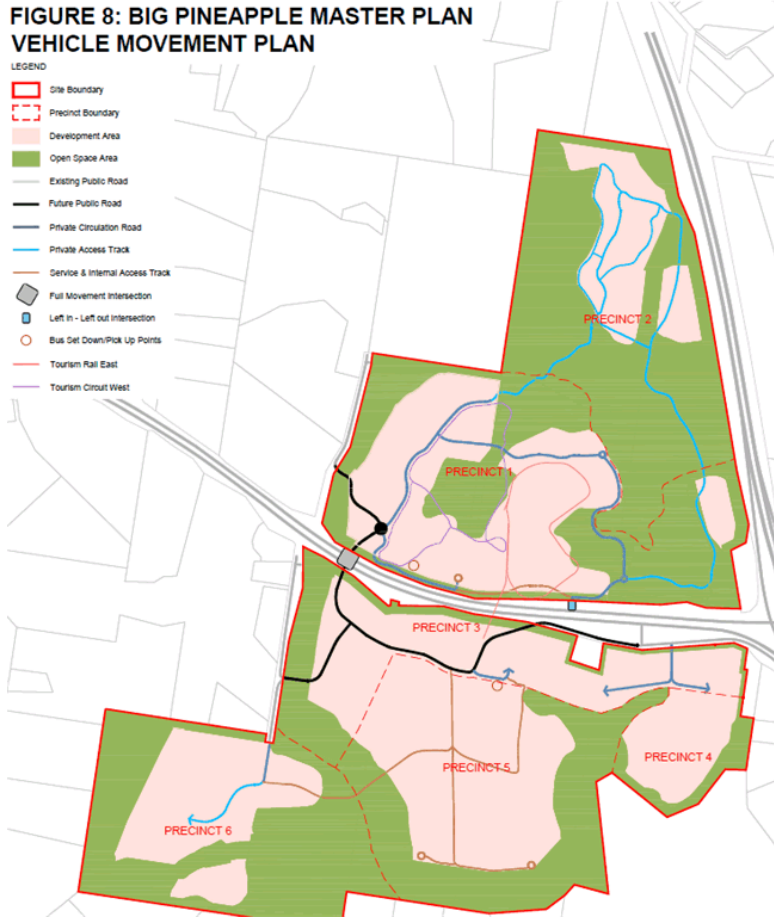 FIGURE 8: BIG PINEAPPLE MASTER PLAN
VEHICLE MOVEMENT PLAN
LEGEND
Site Boundary
Precinct Boundary
Development Area
Open Space Area
Existing Public Road
Future Public Road
Private Circulation Road
Private Access Track
Service & Internal Access Track
Full Movement Intersection
Left In - Left out Intersection
Bus Set Down/Pick Up Points
Tourism Rail East
Tourism Circuit West
PRECINCT 2
PRECINCT 1
PRECINCT 3
PRECINCT 4
PRECINCT 5
PRECINCT 6